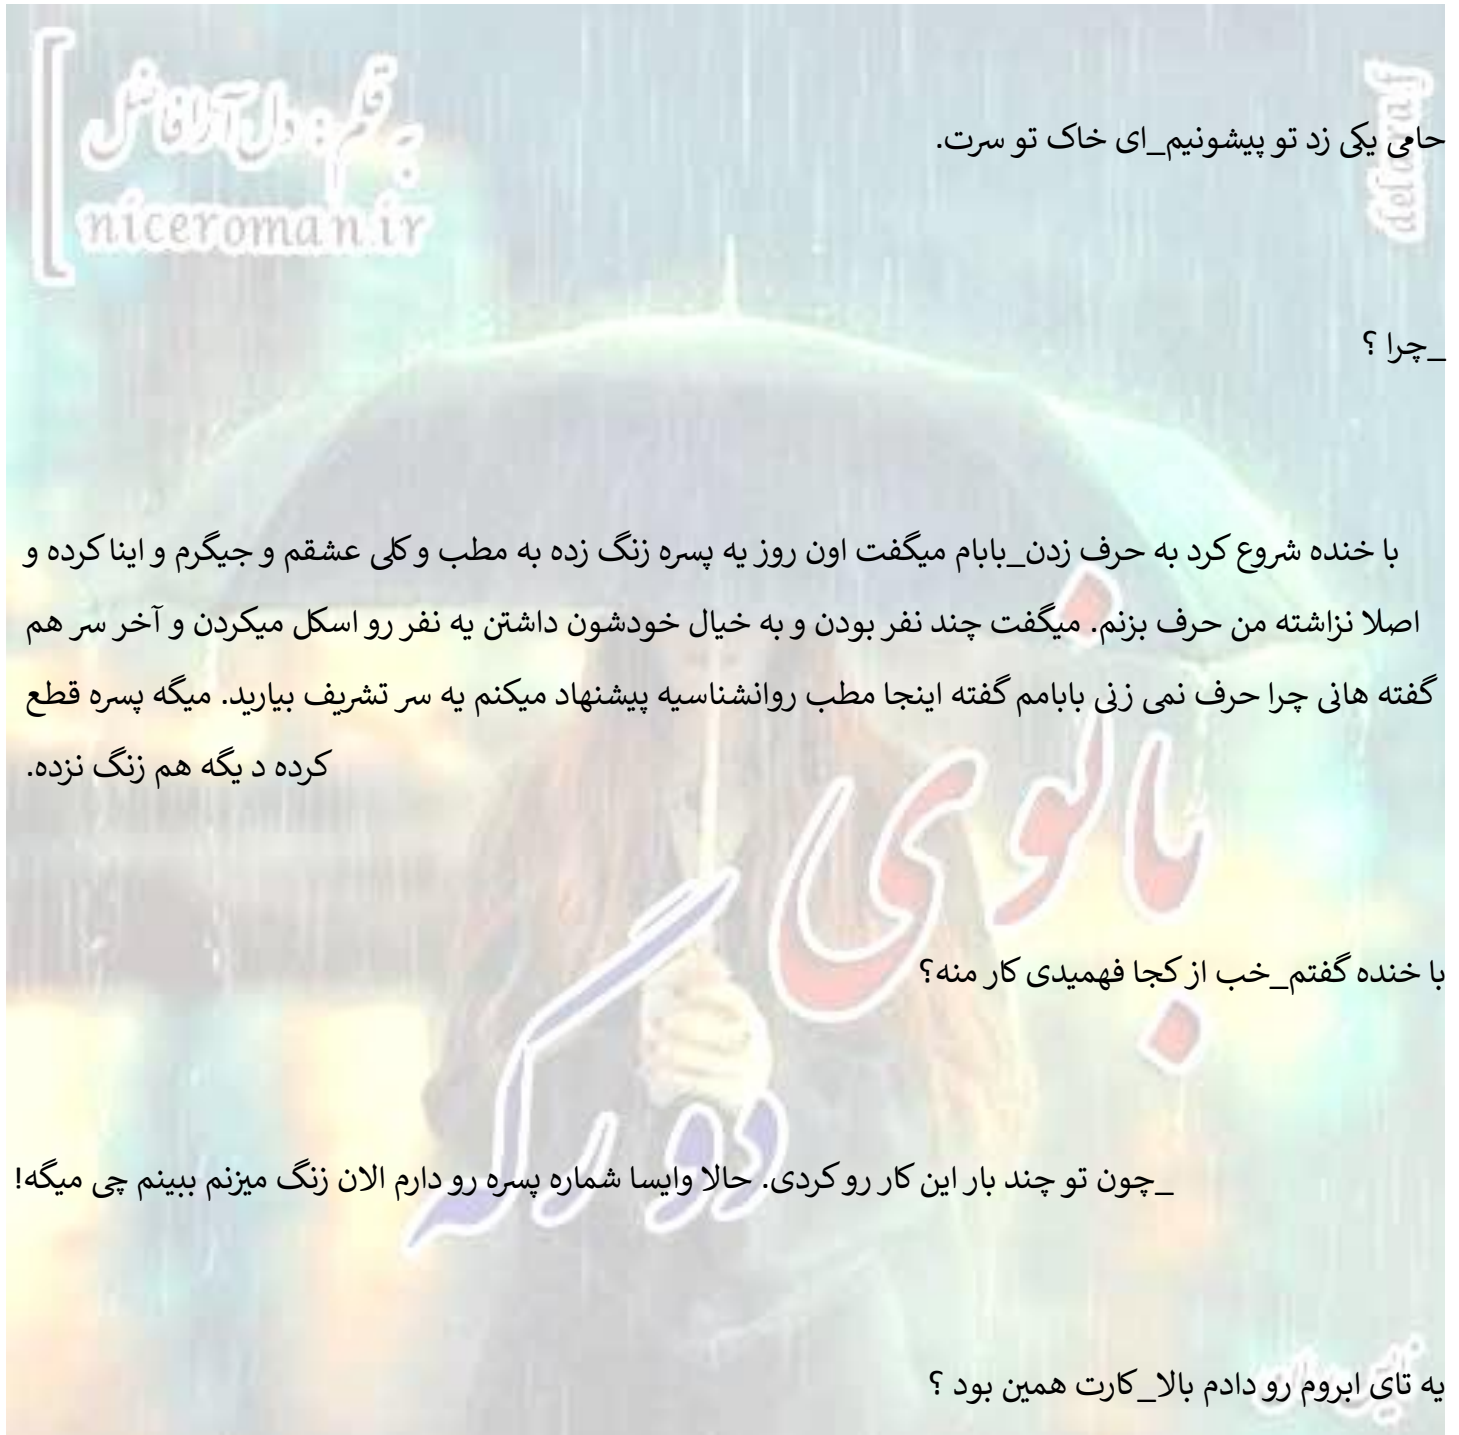 به قلم: دل آرا فاضل
niceroman.ir
delaraf
حامی یکی زد تو پیشونیم_ای خاک تو سرت.
_چرا ؟
با خنده شروع کرد به حرف زدن_بابام میگفت اون روز یه پسره زنگ زده به مطب و کلی عشقم و جیگرم و اینا کرده و
اصلا نزاشته من حرف بزنم. میگفت چند نفر بودن و به خیال خودشون داشتن یه نفر رو اسکل میکردن و آخر سر هم
گفته هانی چرا حرف نمی زنی بابامم گفته اینجا مطب روانشناسیه پیشنهاد میکنم یه سر تشریف بیارید. میگه پسره قطع
کرده د یگه هم زنگ نزده.
بانوی
با خنده گفتم_خب از کجا فهمیدی کار منه؟
دو رگه
_چون تو چند بار این کار رو کردی. حالا وایسا شماره پسره رو دارم الان زنگ میزنم ببینم چی میگه!
یه تای ابروم رو دادم بالا_کارت همین بود ؟